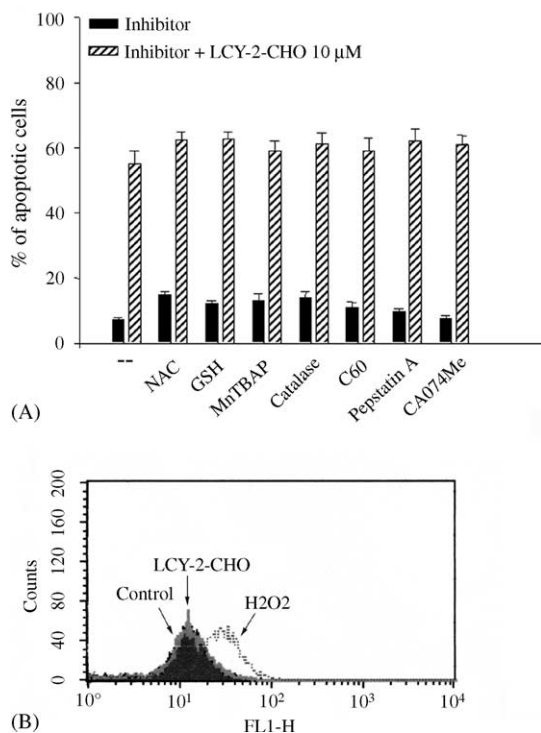 Inhibitor
Inhibitor + LCY-2-CHO 10 μM
% of apoptotic cells
100
80
60
40
20
0
--
NAC
GSH
MnTBAP
Catalase
C60
Pepstatin A
CA074Me
(A)
Counts
200
160
120
80
40
0
LCY-2-CHO
Control
H2O2
10° 10¹ 10² 10³ 10⁴
FL1-H
(B)